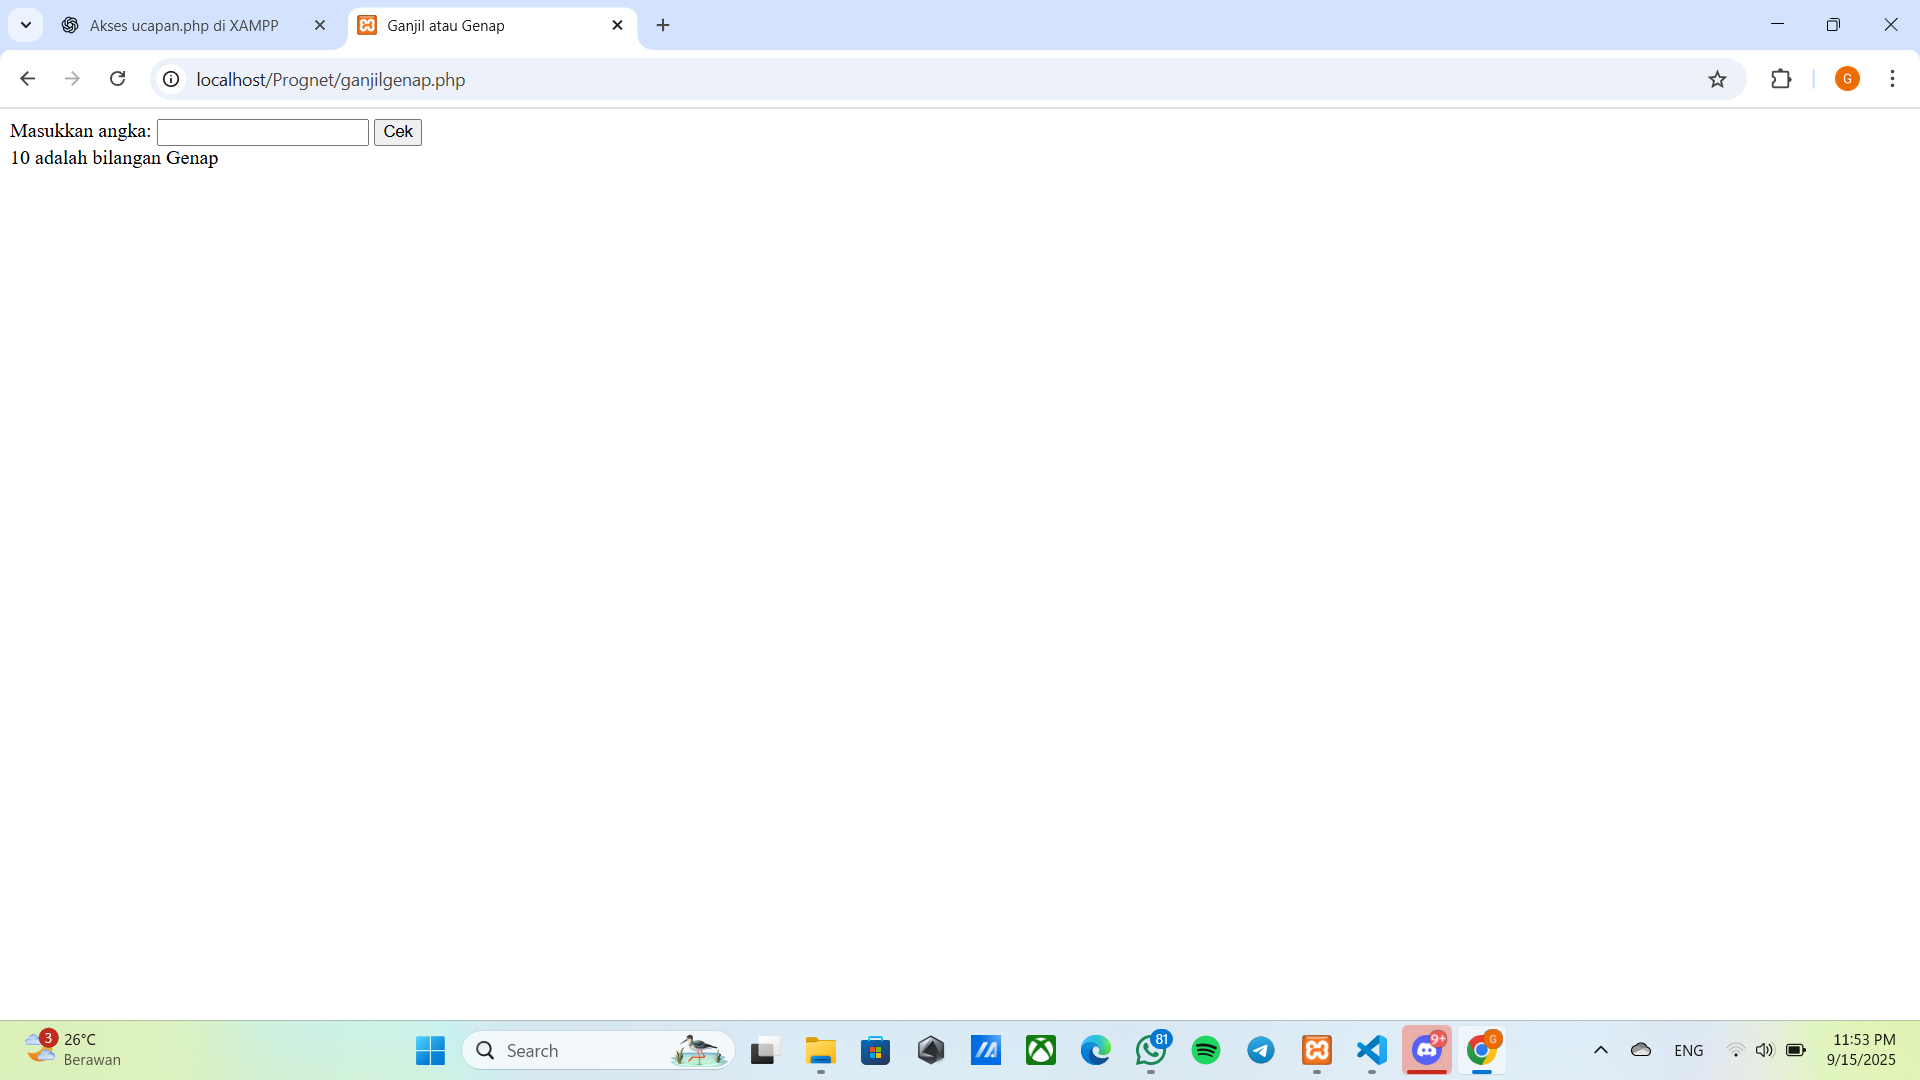 Akses ucapan.php di XAMPP
Ganjil atau Genap
localhost/Prognet/ganjilgenap.php
G
Masukkan angka: Cek
10 adalah bilangan Genap
3
26°C
Berawan
Search
81
9+
G
ENG
11:53 PM
9/15/2025